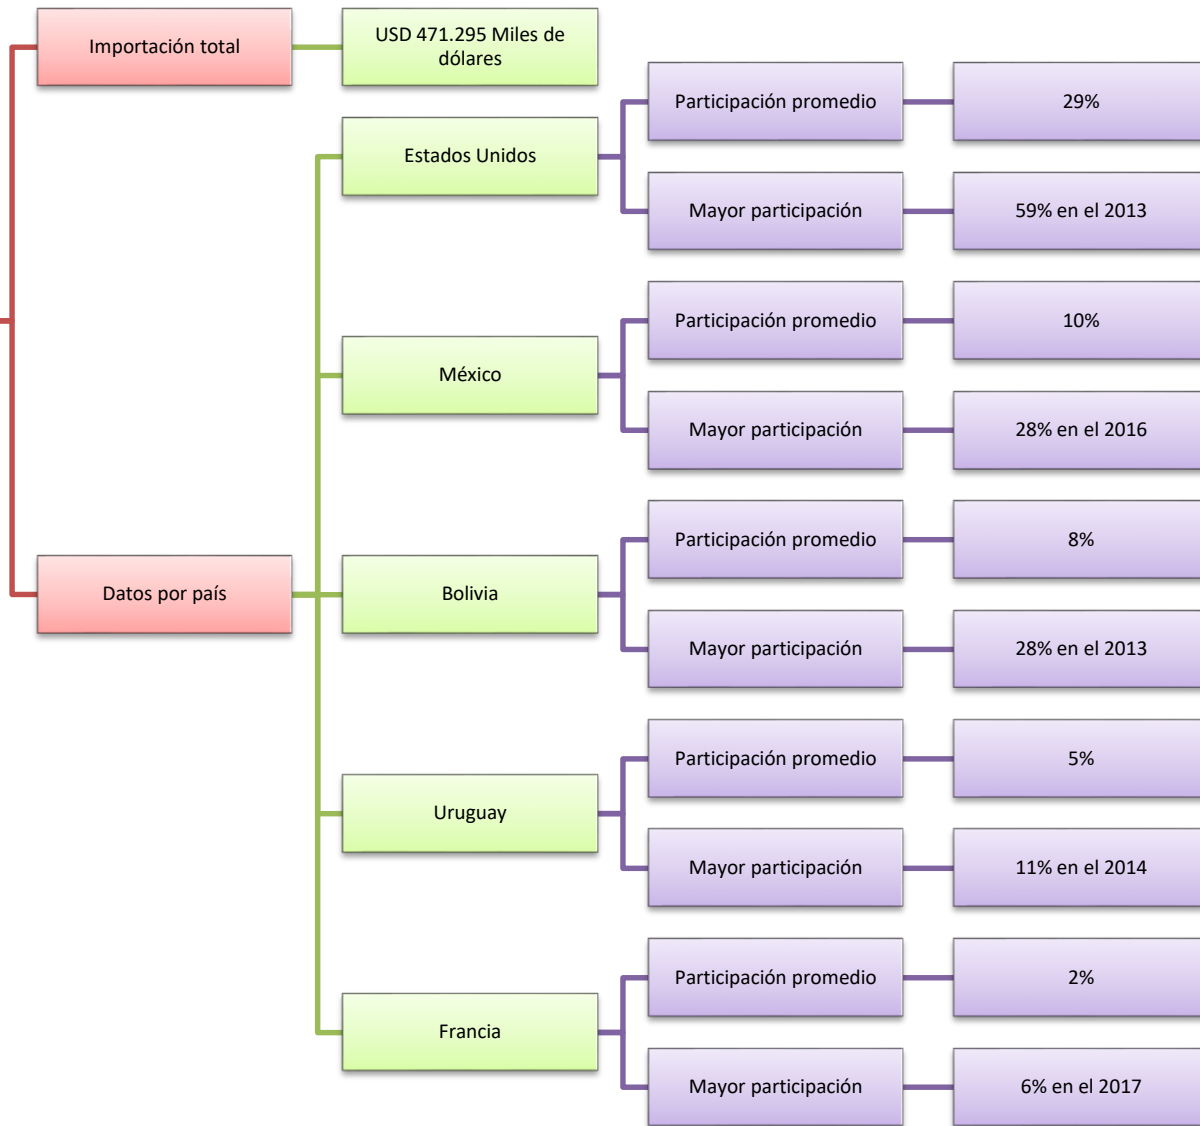 Importación total
USD 471.295 Miles de
dólares
Datos por país
Estados Unidos
Participación promedio
29%
Mayor participación
59% en el 2013
México
Participación promedio
10%
Mayor participación
28% en el 2016
Bolivia
Participación promedio
8%
Mayor participación
28% en el 2013
Uruguay
Participación promedio
5%
Mayor participación
11% en el 2014
Francia
Participación promedio
2%
Mayor participación
6% en el 2017